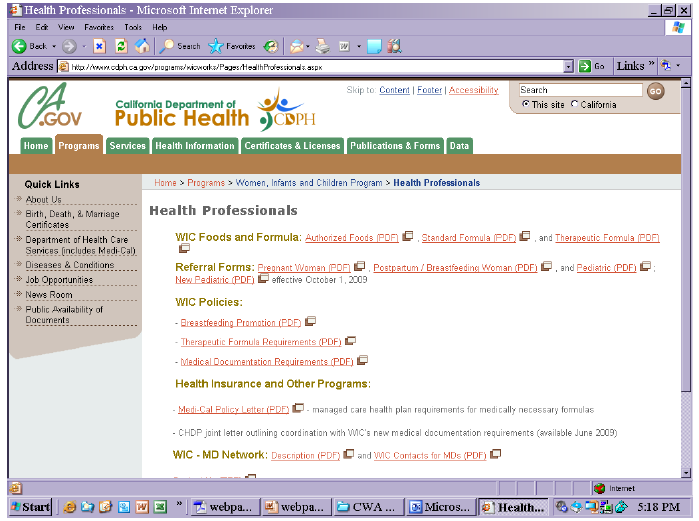 Health Professionals - Microsoft Internet Explorer
File Edit View Favorites Tools Help
Back Search Favorites
Address http://www.cdph.ca.gov/programs/wicworks/Pages/HealthProfessionals.aspx Go Links »
CA.GOV
California Department of
Public Health CDPH
Skip to: Content | Footer | Accessibility
Search GO
This site California
Home Programs Services Health Information Certificates & Licenses Publications & Forms Data
Quick Links
About Us
Birth, Death, & Marriage
Certificates
Department of Health Care
Services (includes Medi-Cal)
Diseases & Conditions
Job Opportunities
News Room
Public Availability of
Documents
Home > Programs > Women, Infants and Children Program > Health Professionals
Health Professionals
WIC Foods and Formula: Authorized Foods (PDF) , Standard Formula (PDF) , and Therapeutic Formula (PDF)
Referral Forms: Pregnant Woman (PDF) , Postpartum / Breastfeeding Woman (PDF) , and Pediatric (PDF) ;
New Pediatric (PDF) effective October 1, 2009
WIC Policies:
- Breastfeeding Promotion (PDF)
- Therapeutic Formula Requirements (PDF)
- Medical Documentation Requirements (PDF)
Health Insurance and Other Programs:
- Medi-Cal Policy Letter (PDF) - managed care health plan requirements for medically necessary formulas
- CHDP joint letter outlining coordination with WIC's new medical documentation requirements (available June 2009)
WIC - MD Network: Description (PDF) and WIC Contacts for MDs (PDF)
Internet
Start » webpa... webpa... CWA ... Micros... Health... 5:18 PM